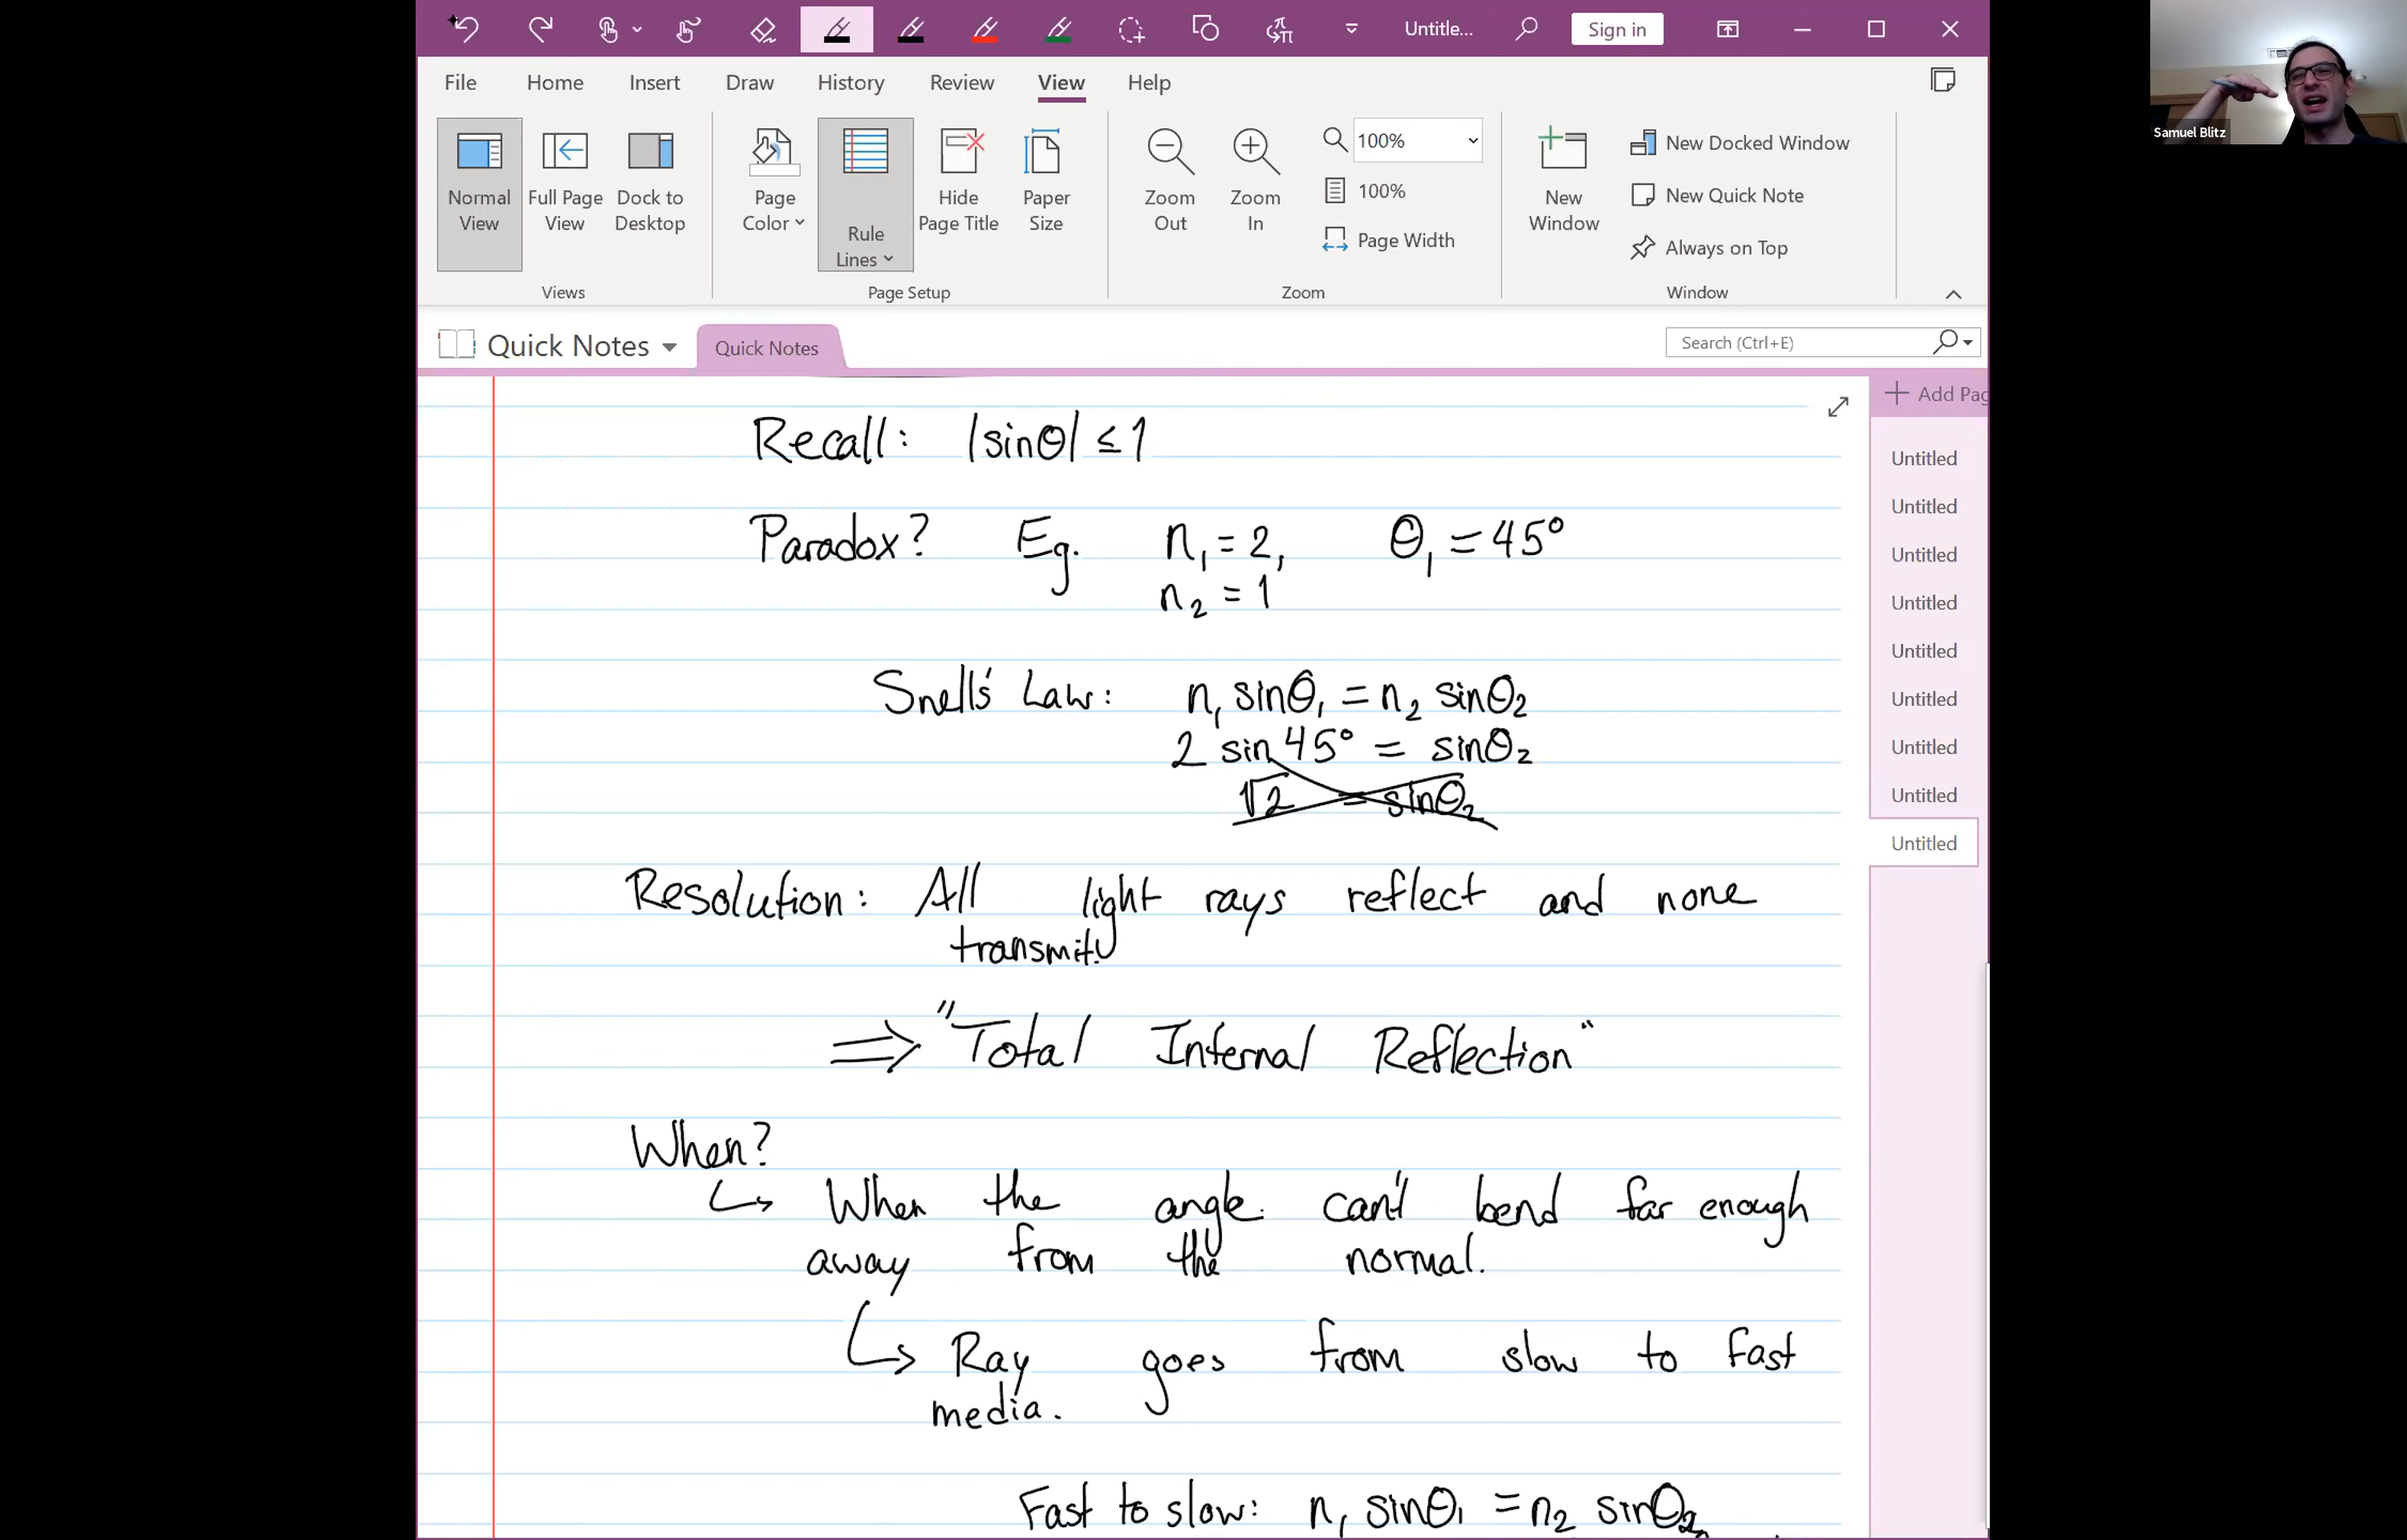 Untitle...
Sign in
File Home Insert Draw History Review View Help
Normal View
Full Page View
Dock to Desktop
Views
Page Color
Rule Lines
Hide Page Title
Paper Size
Page Setup
Zoom Out
Zoom In
100%
100%
Page Width
Zoom
New Window
New Docked Window
New Quick Note
Always on Top
Window
Quick Notes
Quick Notes
Search (Ctrl+E)
Add Pag
Untitled
Untitled
Untitled
Untitled
Untitled
Untitled
Untitled
Untitled
Untitled
Recall: |sinθ| ≤ 1
Paradox? Eg. n₁ = 2, θ₁ = 45°
n₂ = 1
Snell's Law: n₁ sinθ₁ = n₂ sinθ₂
2 sin 45° = sinθ₂
√2 = sinθ₂
Resolution: All light rays reflect and none
transmit.
⇒ "Total Internal Reflection"
When?
↳ When the angle can't bend far enough
away from the normal.
↳ Ray goes from slow to fast
media.
Fast to slow: n₁ sinθ₁ = n₂ sinθ₂
Samuel Blitz